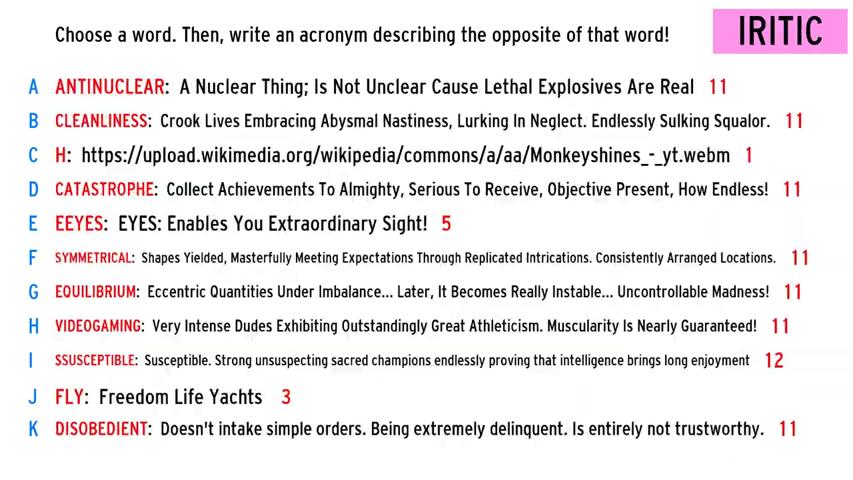 Choose a word. Then, write an acronym describing the opposite of that word!
IRITIC
A ANTINUCLEAR: A Nuclear Thing; Is Not Unclear Cause Lethal Explosives Are Real 11
B CLEANLINESS: Crook Lives Embracing Abysmal Nastiness, Lurking In Neglect. Endlessly Sulking Squalor. 11
C H: https://upload.wikimedia.org/wikipedia/commons/a/aa/Monkeyshines_-_yt.webm 1
D CATASTROPHE: Collect Achievements To Almighty, Serious To Receive, Objective Present, How Endless! 11
E EEYES: EYES: Enables You Extraordinary Sight! 5
F SYMMETRICAL: Shapes Yielded, Masterfully Meeting Expectations Through Replicated Intrications. Consistently Arranged Locations. 11
G EQUILIBRIUM: Eccentric Quantities Under Imbalance... Later, It Becomes Really Instable... Uncontrollable Madness! 11
H VIDEOGAMING: Very Intense Dudes Exhibiting Outstandingly Great Athleticism. Muscularity Is Nearly Guaranteed! 11
I SSUSCEPTIBLE: Susceptible. Strong unsuspecting sacred champions endlessly proving that intelligence brings long enjoyment 12
J FLY: Freedom Life Yachts 3
K DISOBEDIENT: Doesn't intake simple orders. Being extremely delinquent. Is entirely not trustworthy. 11